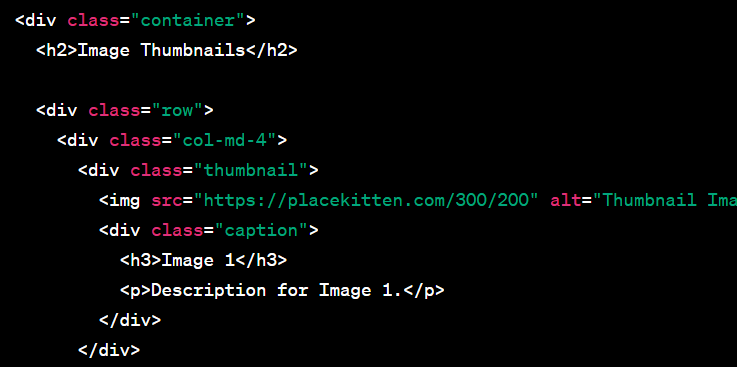 <div class="container">
<h2>Image Thumbnails</h2>
<div class="row">
<div class="col-md-4">
<div class="thumbnail">
<img src="https://placekitten.com/300/200" alt="Thumbnail Ima
<div class="caption">
<h3>Image 1</h3>
<p>Description for Image 1.</p>
</div>
</div>